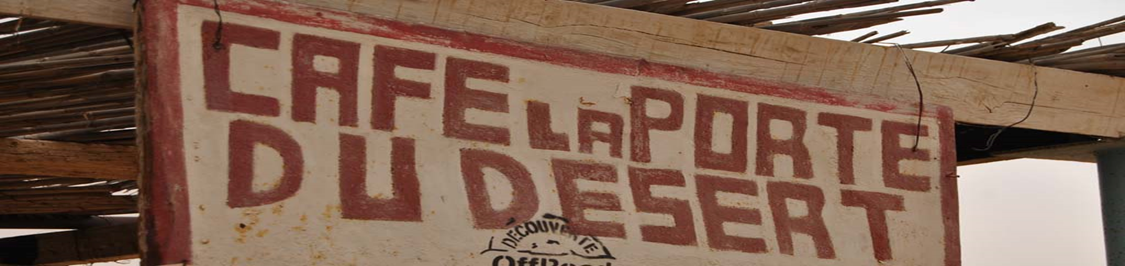 CAFE LA PORTE
DU DESERT
DECOUVERTE